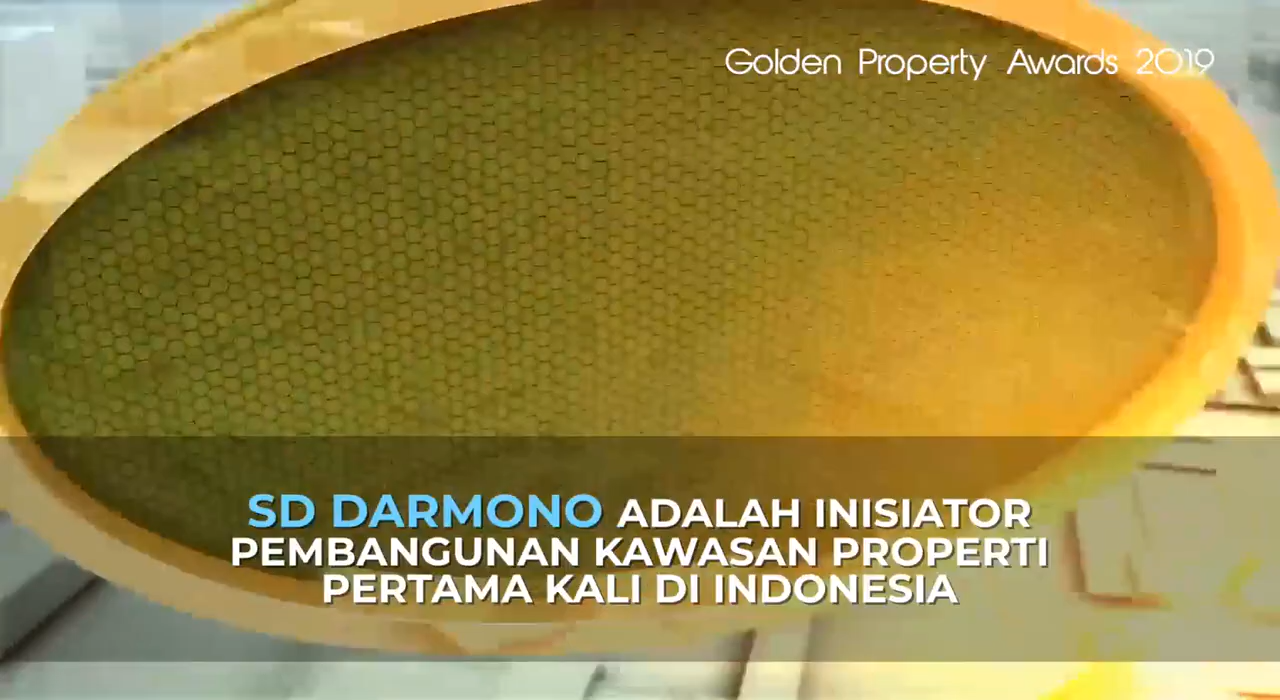 Golden Property Awards 2019
SD DARMONO ADALAH INISIATOR
PEMBANGUNAN KAWASAN PROPERTI
PERTAMA KALI DI INDONESIA